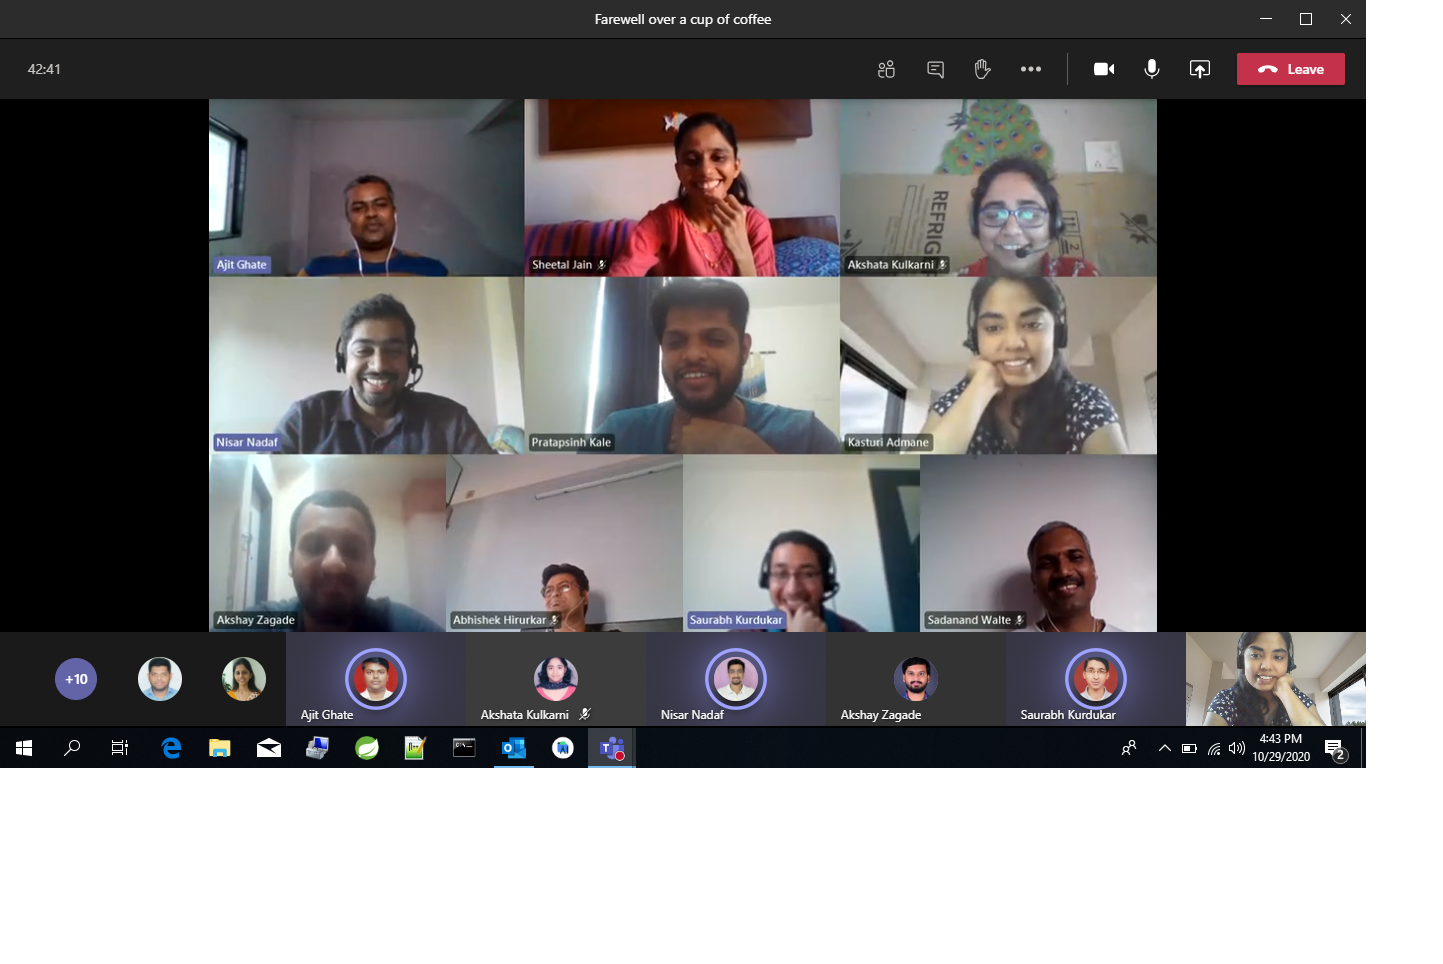 Farewell over a cup of coffee
42:41
Leave
REFRIG
Ajit Ghate
Sheetal Jain
Akshata Kulkarni
Nisar Nadaf
Pratapsinh Kale
Kasturi Admane
Akshay Zagade
Abhishek Hirurkar
Saurabh Kurdukar
Sadanand Walte
+10
Ajit Ghate
Akshata Kulkarni
Nisar Nadaf
Akshay Zagade
Saurabh Kurdukar
4:43 PM
10/29/2020
2